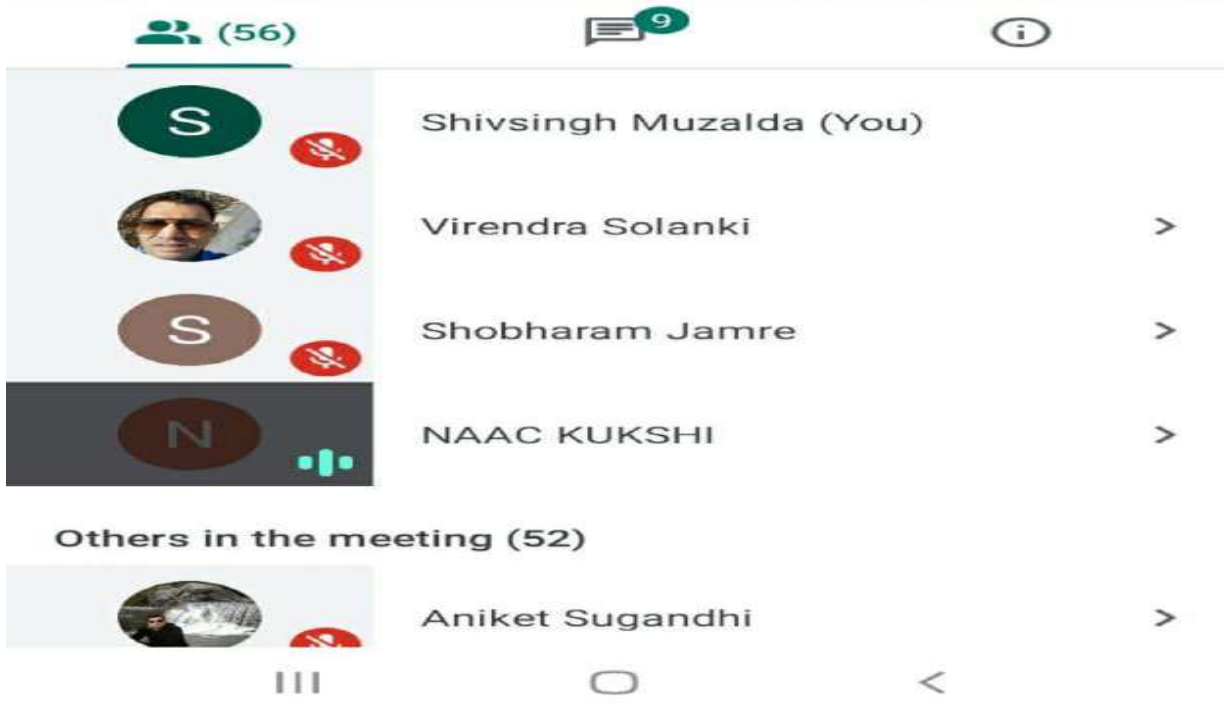 (56) 9
S Shivsingh Muzalda (You)
Virendra Solanki
S Shobharam Jamre
N NAAC KUKSHI
Others in the meeting (52)
Aniket Sugandhi